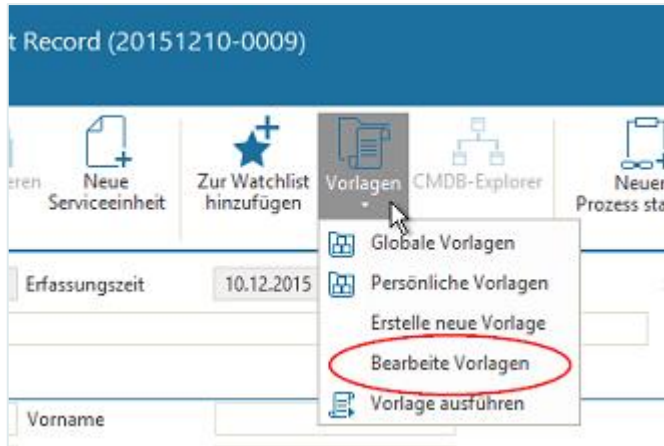 t Record (20151210-0009)
eren
Neue
Serviceeinheit
Zur Watchlist
hinzufügen
Vorlagen
CMDB-Explorer
Neuer
Prozess sta
Globale Vorlagen
Erfassungszeit
10.12.2015
Persönliche Vorlagen
Erstelle neue Vorlage
Bearbeite Vorlagen
Vorlage ausführen
Vorname